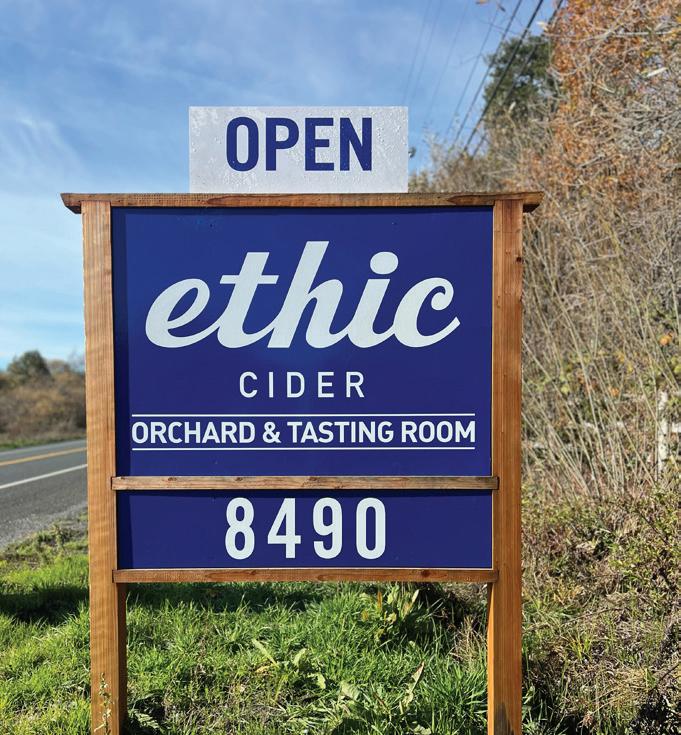 OPEN
ethic
CIDER
ORCHARD & TASTING ROOM
8490